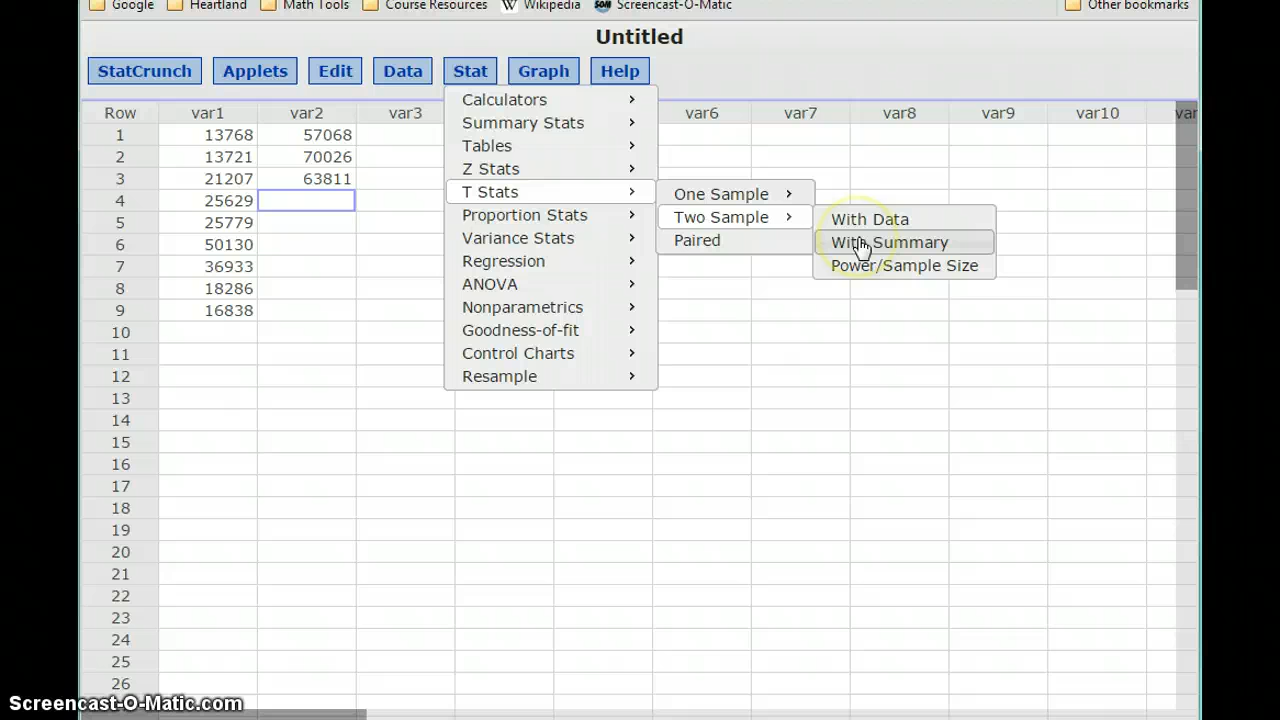 Google Heartland Math Tools Course Resources W Wikipedia SOM Screencast-O-Matic Other bookmarks
Untitled
StatCrunch Applets Edit Data Stat Graph Help
Row var1 var2 var3 var6 var7 var8 var9 var10 var
1 13768 57068
2 13721 70026
3 21207 63811
4 25629
5 25779
6 50130
7 36933
8 18286
9 16838
10
11
12
13
14
15
16
17
18
19
20
21
22
23
24
25
26
Calculators
Summary Stats
Tables
Z Stats
T Stats
Proportion Stats
Variance Stats
Regression
ANOVA
Nonparametrics
Goodness-of-fit
Control Charts
Resample
One Sample
Two Sample
Paired
With Data
With Summary
Power/Sample Size
Screencast-O-Matic.com